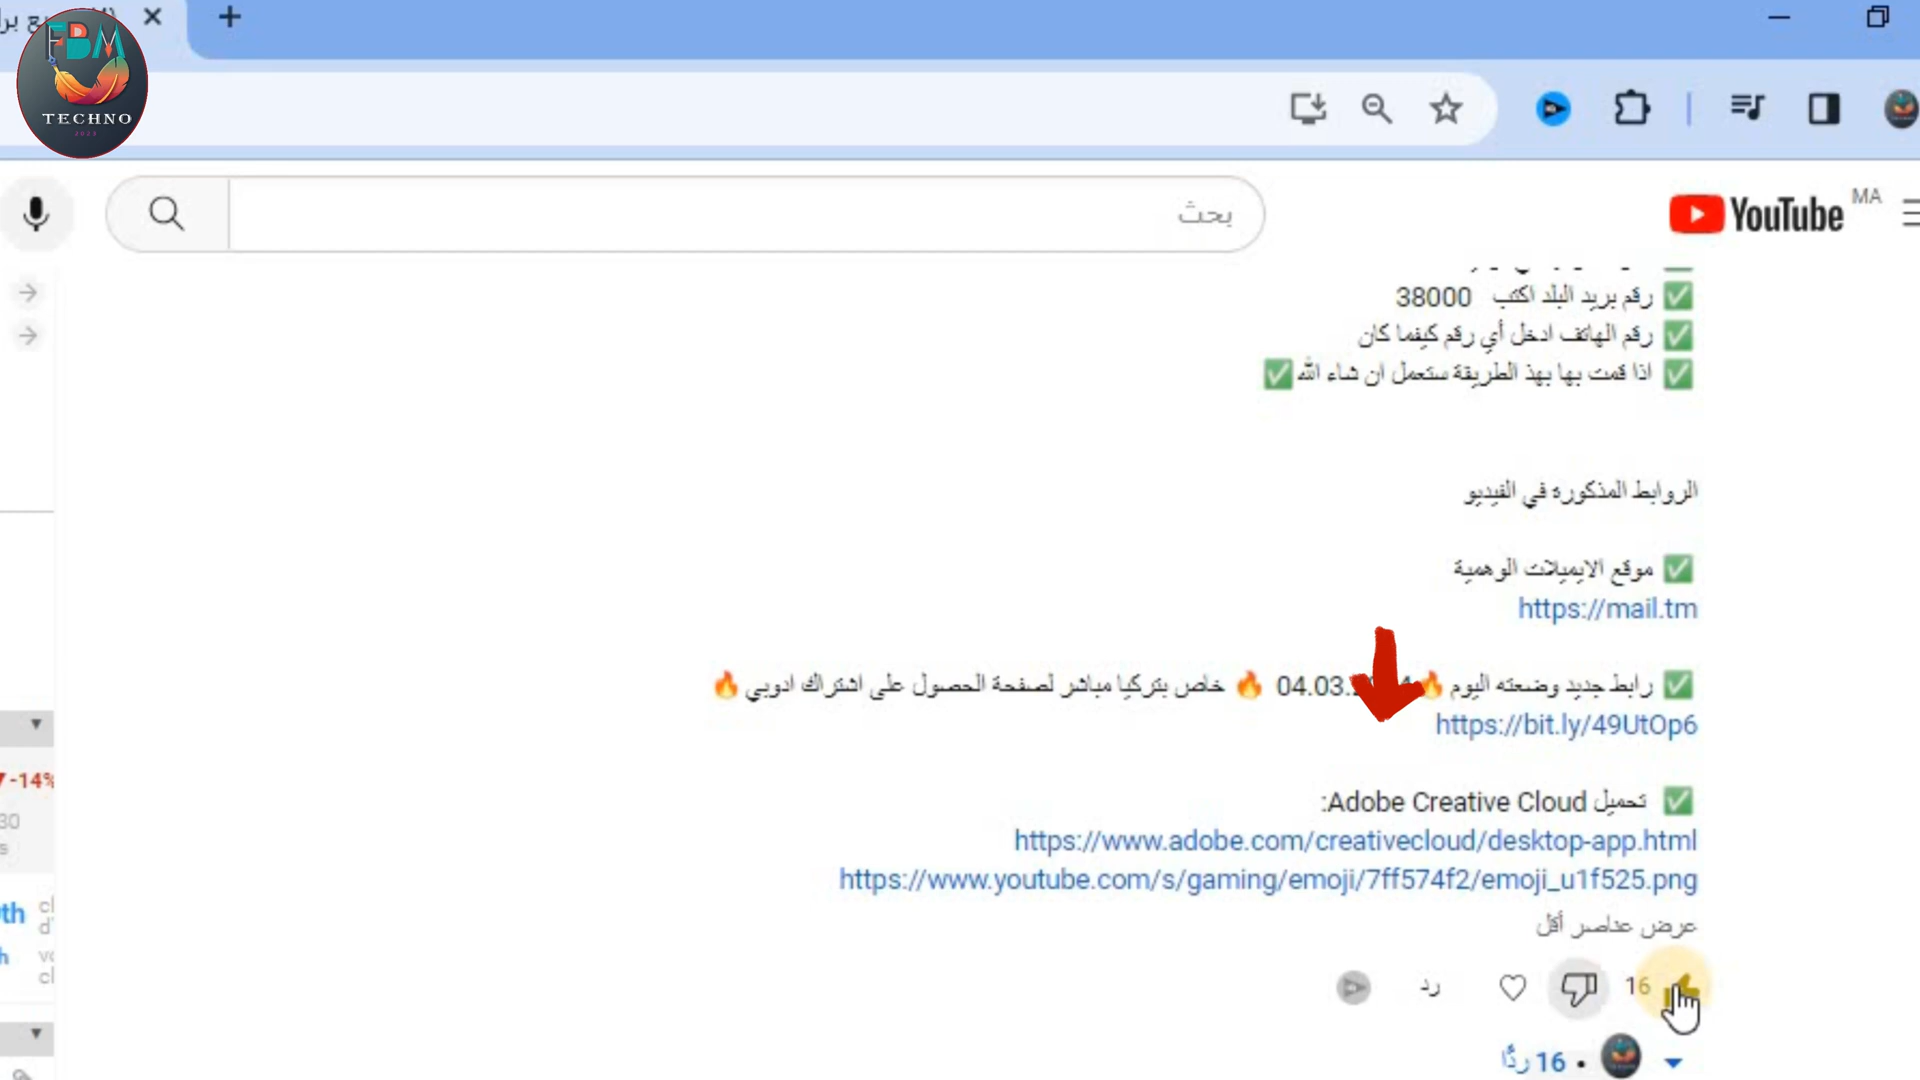 FBM
TECHNO
2023
بحث
YouTube MA
✅ رقم بريد البلد اكتب 38000
✅ رقم الهاتف ادخل أي رقم كيفما كان
✅ اذا قمت بها بهذ الطريقة ستعمل ان شاء الله ✅
الروابط المذكوره في الفيديو
✅ موقع الايميلات الوهمية
https://mail.tm
✅ رابط جديد وضعته اليوم 🔥 04.03. 🔥 خاص بتركيا مباشر لصفحة الحصول على اشتراك ادوبي 🔥
https://bit.ly/49UtOp6
✅ تحميل Adobe Creative Cloud:
https://www.adobe.com/creativecloud/desktop-app.html
https://www.youtube.com/s/gaming/emoji/7ff574f2/emoji_u1f525.png
عرض عناصر أقل
16 رد
16 ردًّا
-14%
30